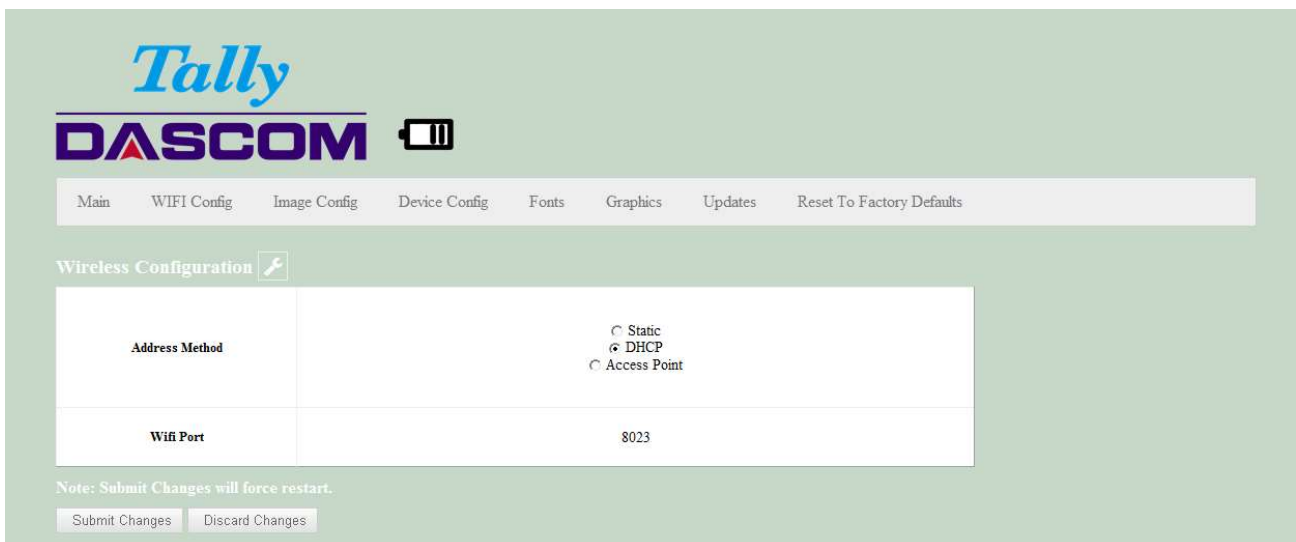 Tally
DASCOM
Main WIFI Config Image Config Device Config Fonts Graphics Updates Reset To Factory Defaults
Wireless Configuration
Address Method
Static
DHCP
Access Point
Wifi Port 8023
Note: Submit Changes will force restart.
Submit Changes Discard Changes